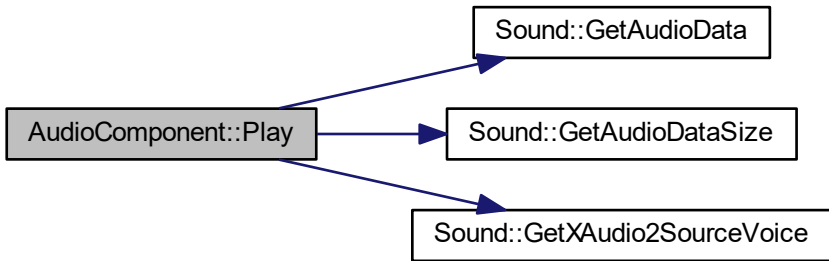 Sound::GetAudioData
AudioComponent::Play
Sound::GetAudioDataSize
Sound::GetXAudio2SourceVoice